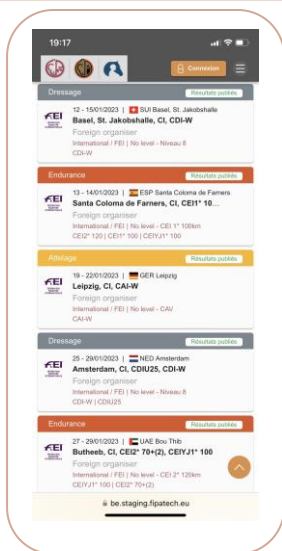 19:17
Connexion
Dressage
Résultats publiés
12 - 15/01/2023 | SUI Basel, St. Jakobshalle
Basel, St. Jakobshalle, CI, CDI-W
Foreign organiser
International / FEI | No level - Niveau 8
CDI-W
Endurance
Résultats publiés
13 - 14/01/2023 | ESP Santa Coloma de Farners
Santa Coloma de Farners, CI, CEI1* 10...
Foreign organiser
International / FEI | No level - CEI 1* 100km
CEI2* 120 | CEI1* 100 | CEIYJ1* 100
Attelage
Résultats publiés
19 - 22/01/2023 | GER Leipzig
Leipzig, CI, CAI-W
Foreign organiser
International / FEI | No level - CAV
CAI-W
Dressage
Résultats publiés
25 - 29/01/2023 | NED Amsterdam
Amsterdam, CI, CDIU25, CDI-W
Foreign organiser
International / FEI | No level - Niveau 8
CDI-W | CDIU25
Endurance
Résultats publiés
27 - 29/01/2023 | UAE Bou Thib
Butheeb, CI, CEI2* 70+(2), CEIYJ1* 100
Foreign organiser
International / FEI | No level - CEI 2* 120km
CEIYJ1* 100 | CEI2* 70+(2)
FEI
FEI
FEI
FEI
FEI
be.staging.fipatech.eu